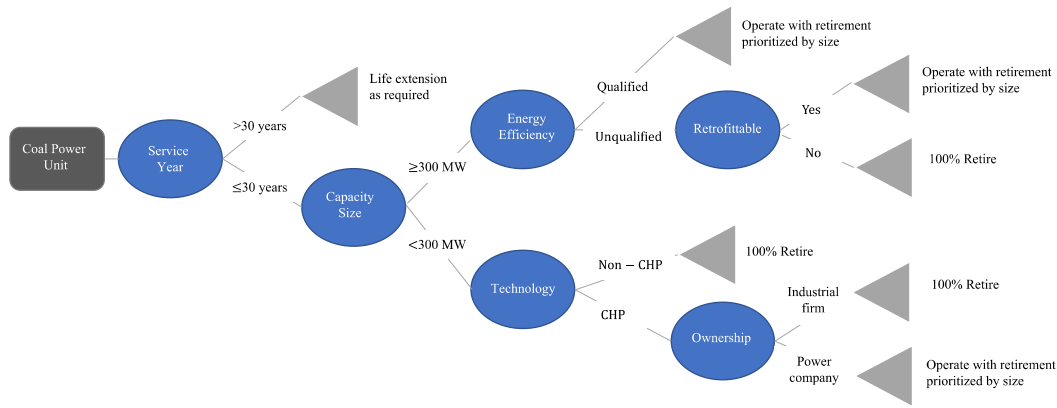 Coal Power
Unit
Service
Year
>30 years
≤30 years
Life extension
as required
Capacity
Size
≥300 MW
<300 MW
Energy
Efficiency
Qualified
Unqualified
Operate with retirement
prioritized by size
Retrofittable
Yes
No
Operate with retirement
prioritized by size
100% Retire
Technology
Non – CHP
CHP
100% Retire
Ownership
Industrial
firm
Power
company
100% Retire
Operate with retirement
prioritized by size